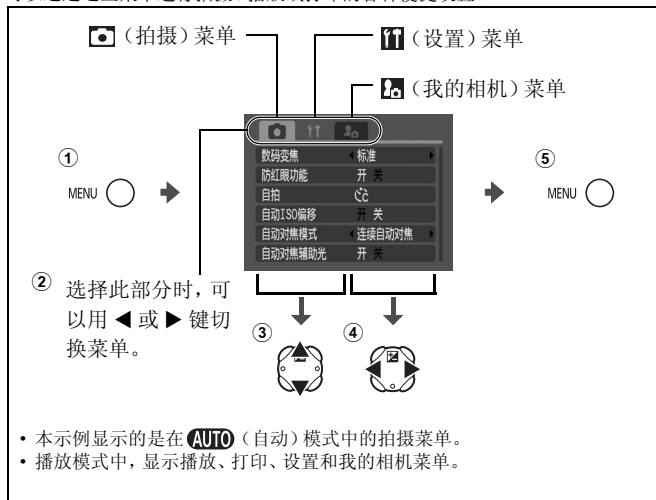 （拍摄）菜单
（设置）菜单
（我的相机）菜单
①
MENU
数码变焦 标准
防红眼功能 开 关
自拍
自动ISO偏移 开 关
自动对焦模式 连续自动对焦
自动对焦辅助光 开 关
⑤
MENU
② 选择此部分时，可
以用 ◀ 或 ▶ 键切
换菜单。
③
④
• 本示例显示的是在 AUTO（自动）模式中的拍摄菜单。
• 播放模式中，显示播放、打印、设置和我的相机菜单。